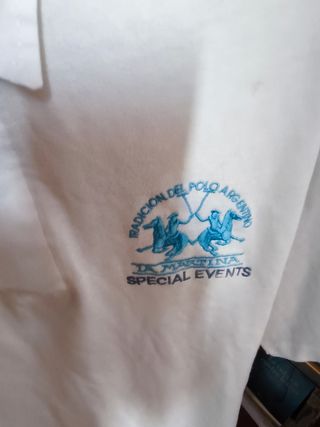 TRADICION DEL POLO ARGENTINO
LA MARTINA
SPECIAL EVENTS